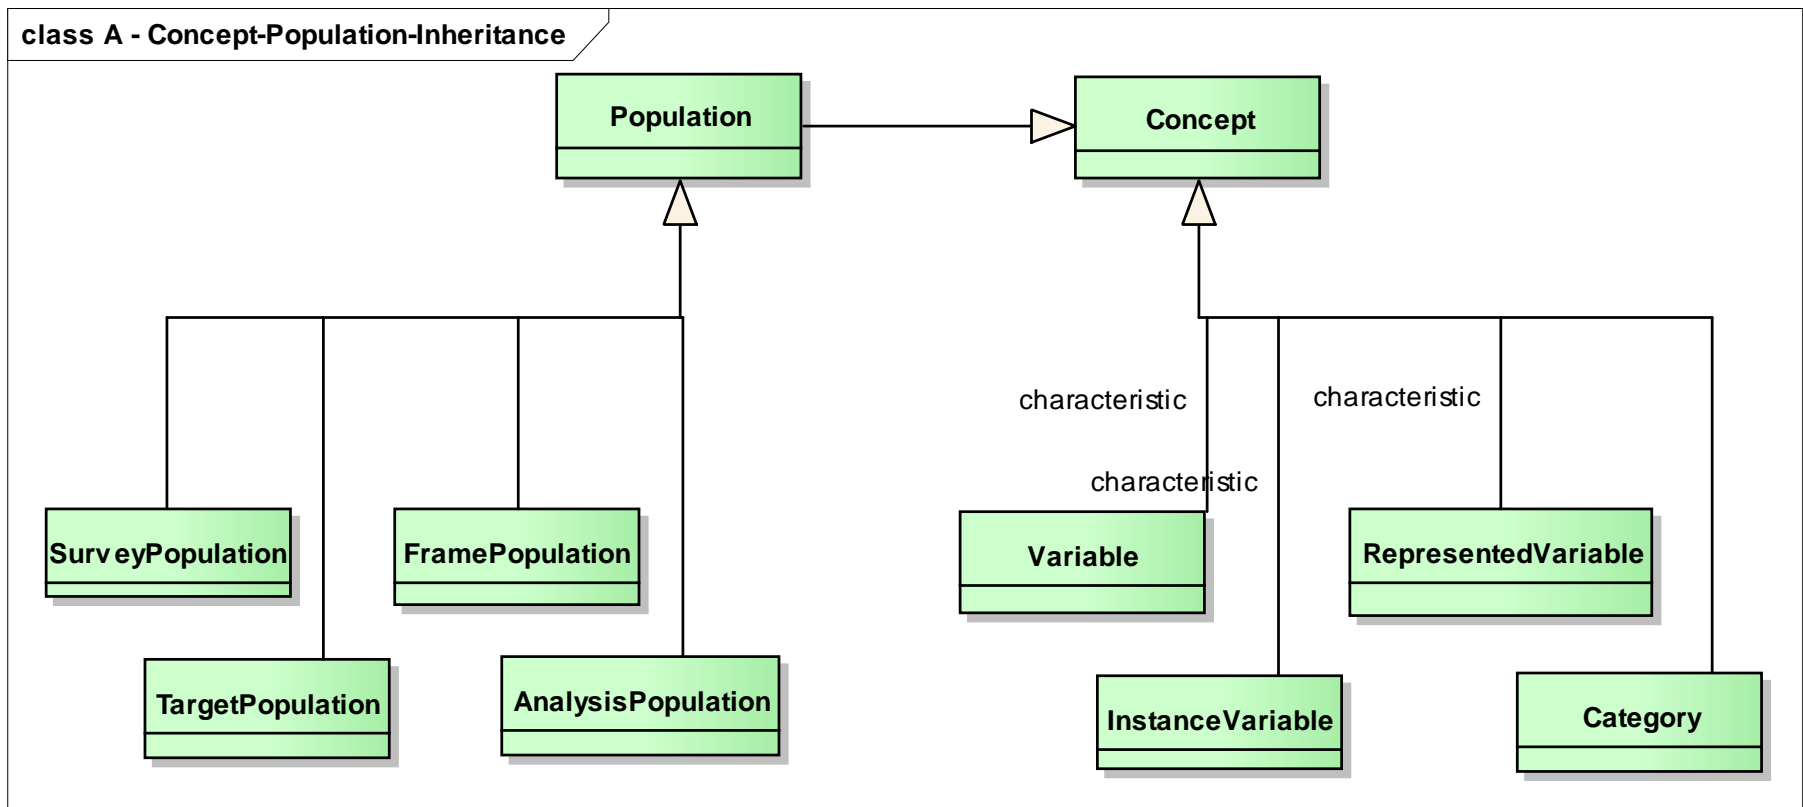 class A - Concept-Population-Inheritance
Population
Concept
characteristic
characteristic
characteristic
SurveyPopulation
FramePopulation
Variable
RepresentedVariable
TargetPopulation
AnalysisPopulation
InstanceVariable
Category